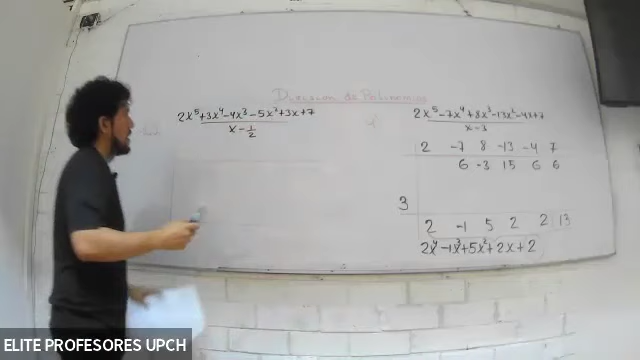 División de Polinomios
2x⁵+3x⁴-4x³-5x²+3x+7
x - 1/2
2x⁵-7x⁴+8x³-13x²-4x+7
x-3
2 -7 8 -13 -4 7
6 -3 15 6 6
3
2 -1 5 2 2 13
2x⁴-1x³+5x²+2x+2
ELITE PROFESORES UPCH